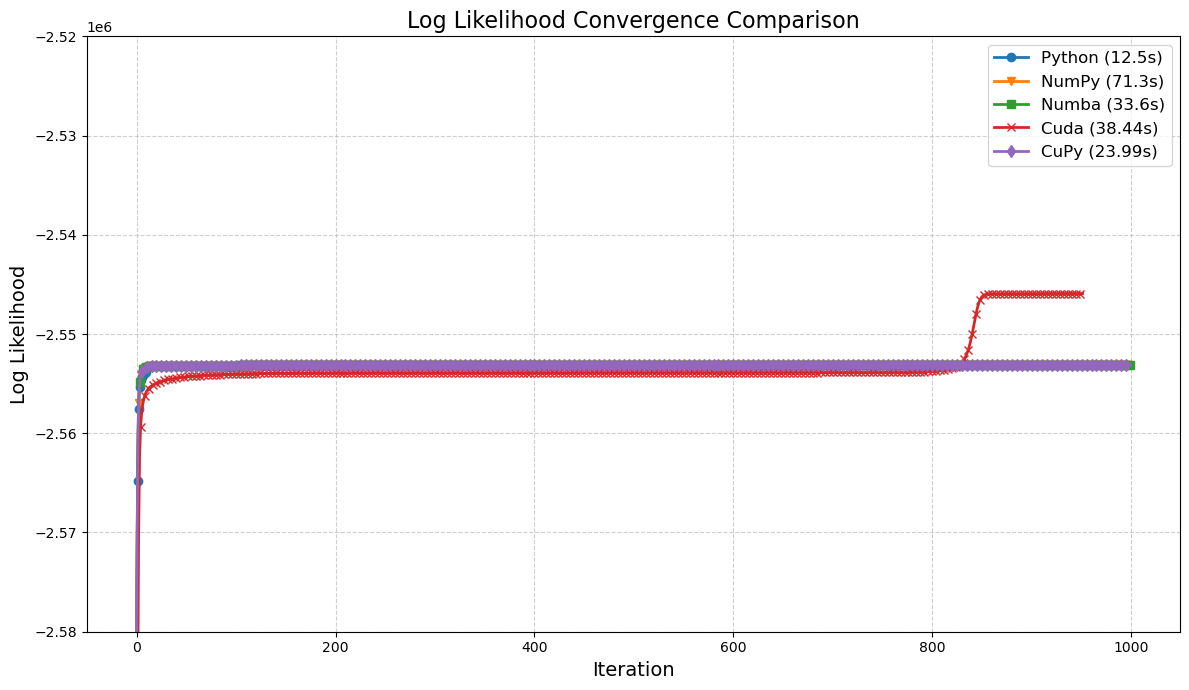 Log Likelihood Convergence Comparison
1e6
−2.52
−2.53
−2.54
−2.55
−2.56
−2.57
−2.58
Log Likelihood
Python (12.5s)
NumPy (71.3s)
Numba (33.6s)
Cuda (38.44s)
CuPy (23.99s)
0 200 400 600 800 1000
Iteration